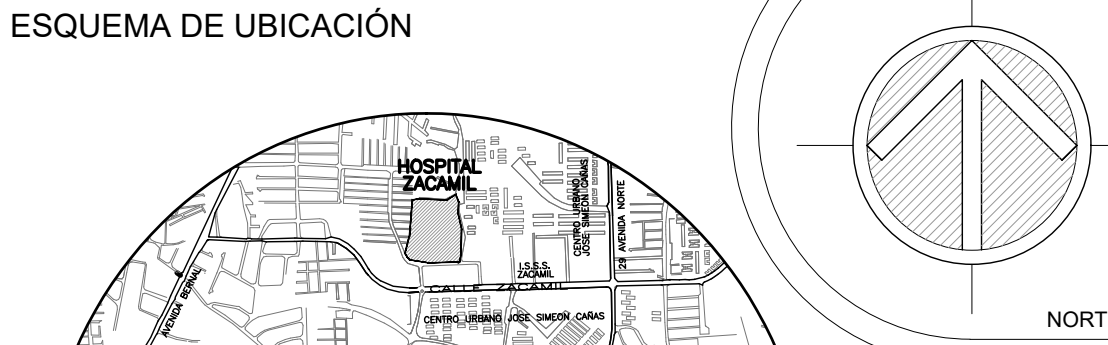 ESQUEMA DE UBICACIÓN
HOSPITAL
ZACAMIL
CENTRO URBANO
JOSE SIMEON CAÑAS
29 AVENIDA NORTE
I.S.S.S.
ZACAMIL
CALLE ZACAMIL
AVENIDA BERNAL
CENTRO URBANO JOSE SIMEON CAÑAS
NORT